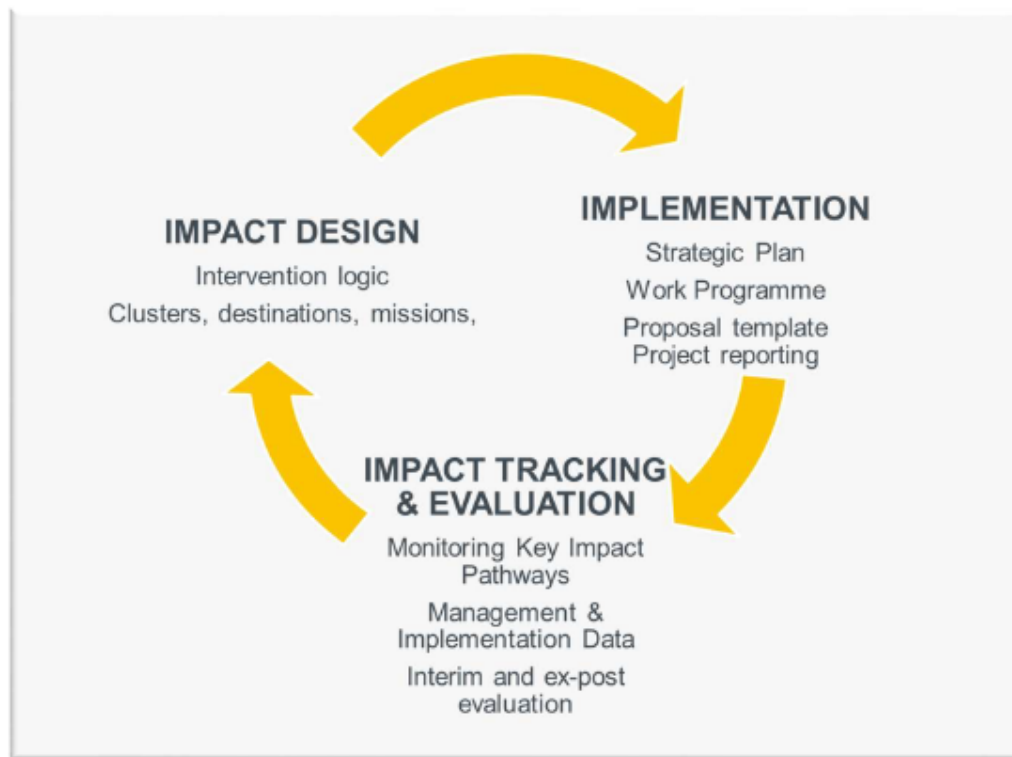 IMPACT DESIGN
Intervention logic
Clusters, destinations, missions,
IMPLEMENTATION
Strategic Plan
Work Programme
Proposal template
Project reporting
IMPACT TRACKING
& EVALUATION
Monitoring Key Impact
Pathways
Management &
Implementation Data
Interim and ex-post
evaluation